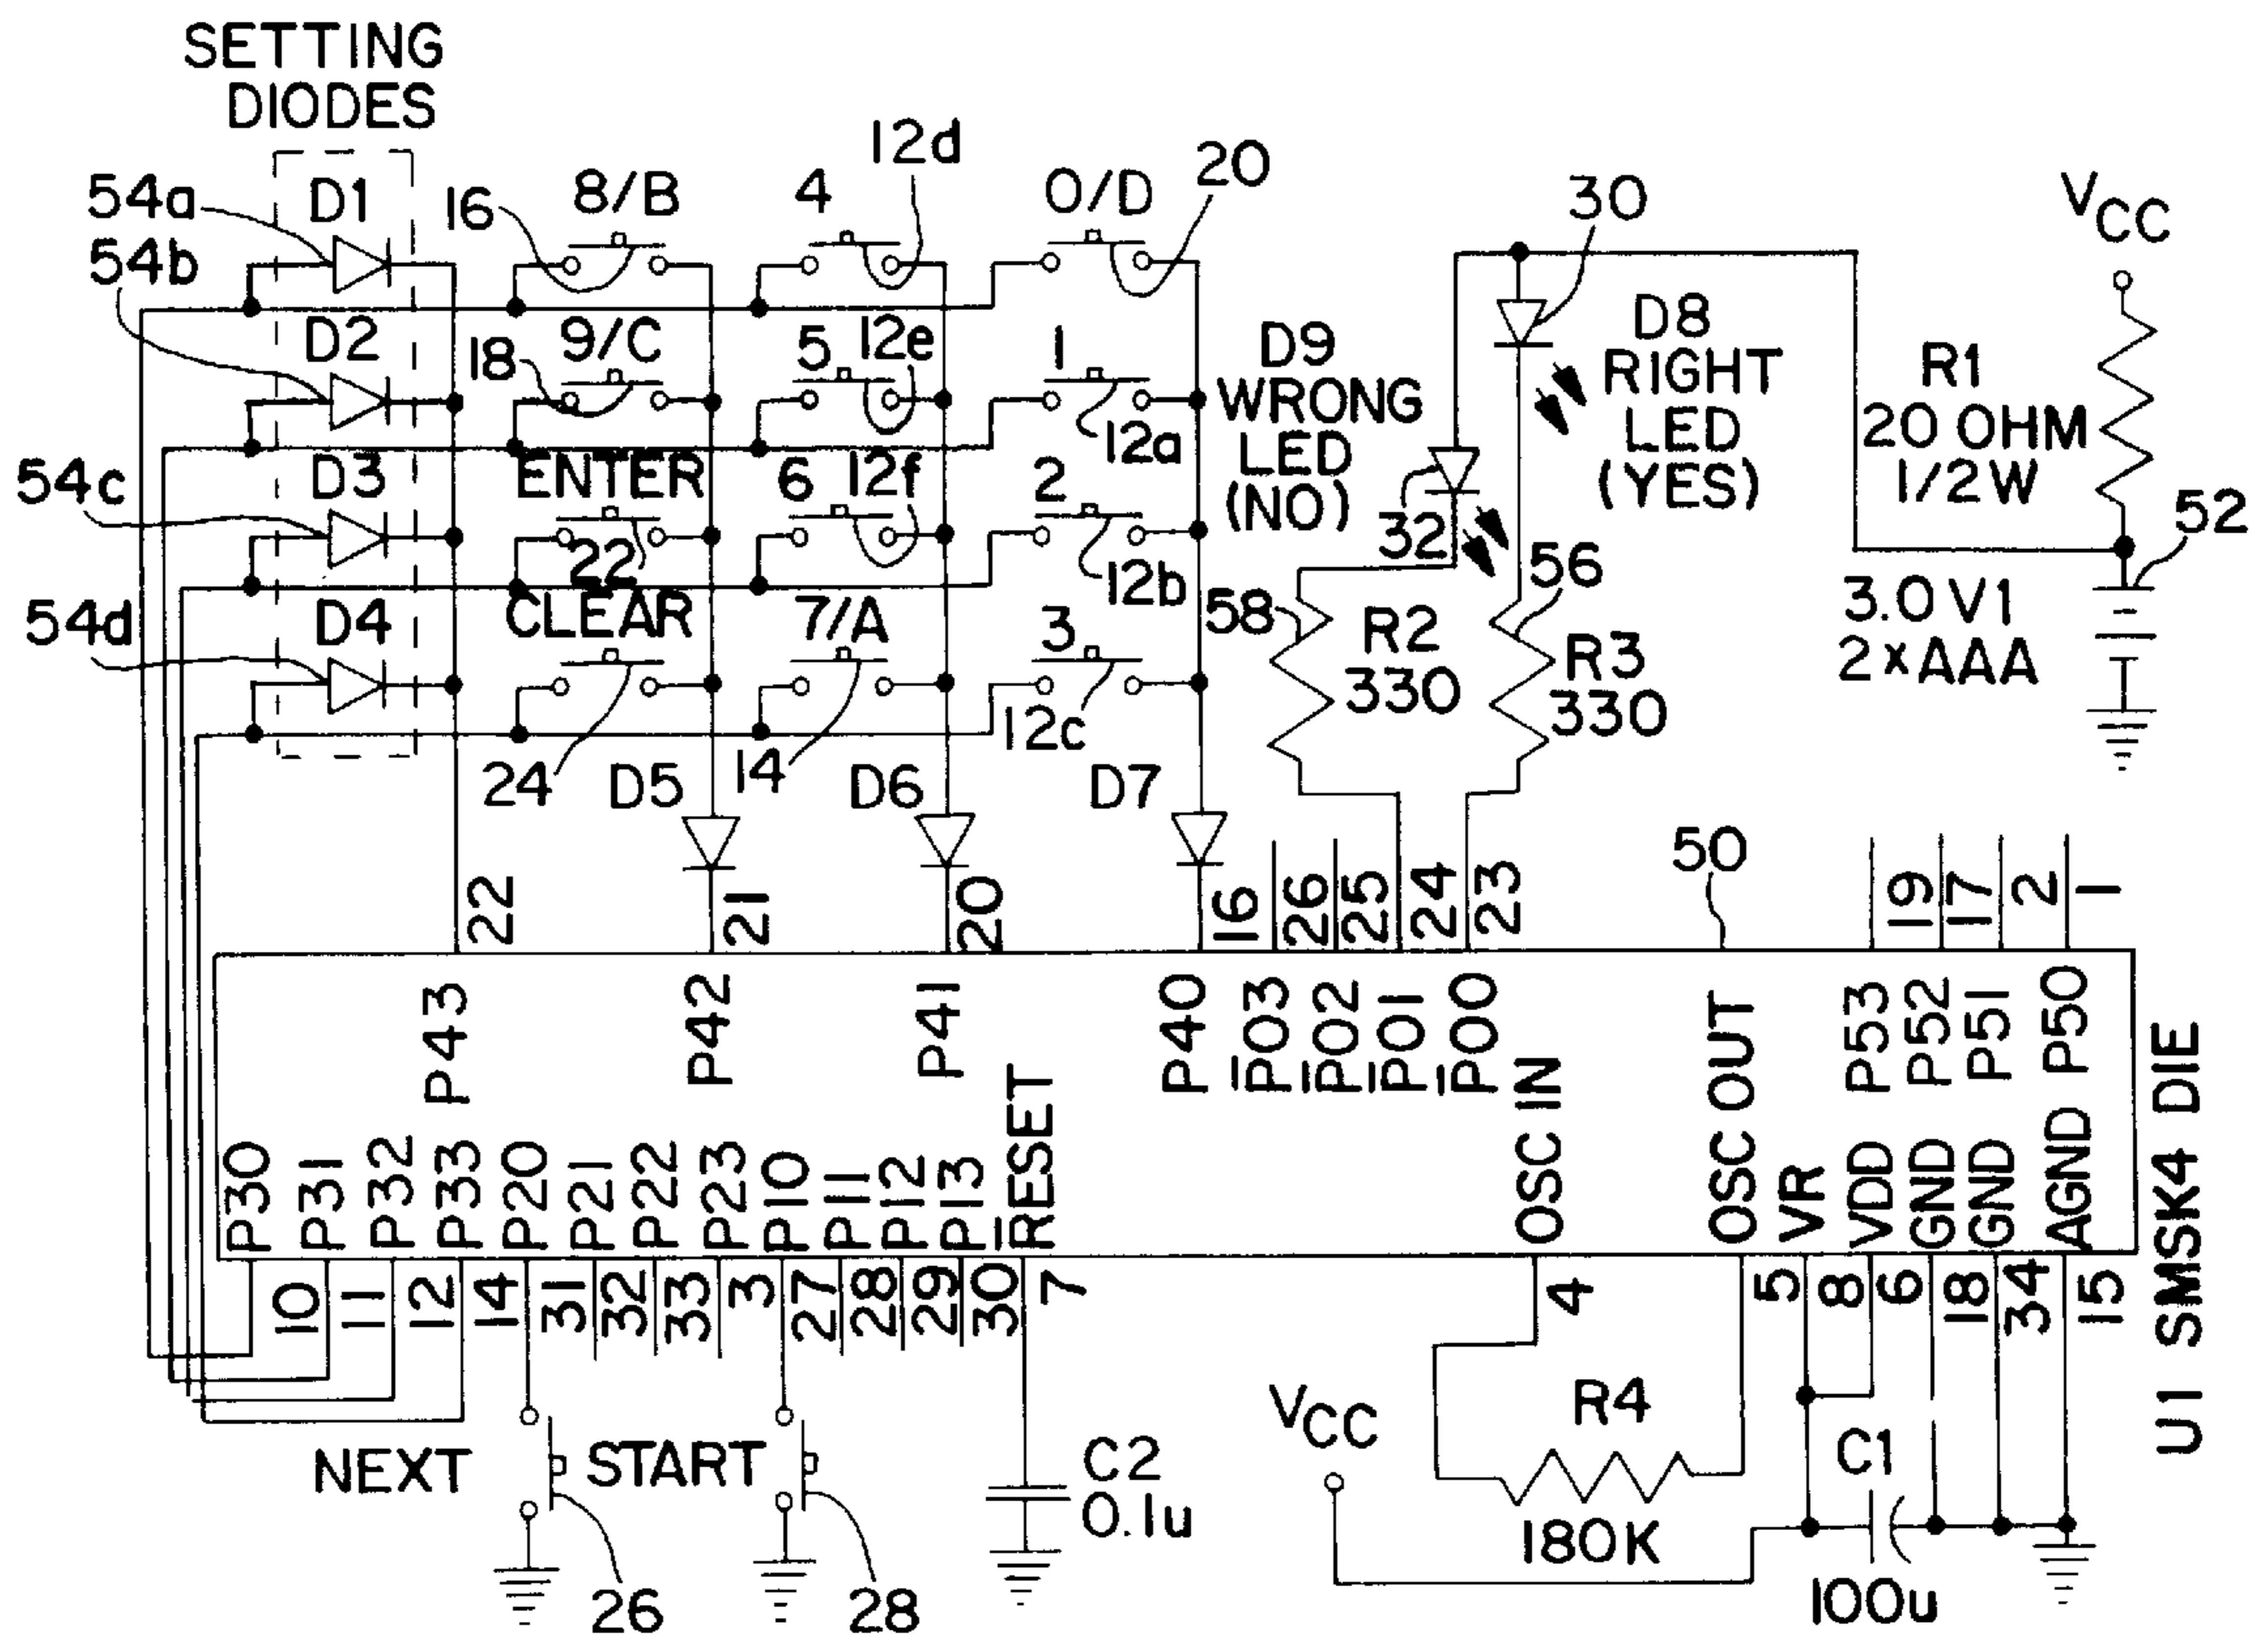 SETTING
DIODES
54a
D1
16
8/B
4
12d
0/D
20
30
VCC
54b
D2
18
9/C
5
12e
1
12a
D9
WRONG
LED
(NO)
D8
RIGHT
LED
(YES)
R1
20 OHM
1/2W
54c
D3
ENTER
22
6
12f
2
12b
32
56
52
54d
D4
CLEAR
24
7/A
14
3
12c
58
R2
330
R3
330
3.0V1
2xAAA
D5
D6
D7
50
22
21
20
16
26
25
24
23
19
17
2
1
P43
P42
P41
P40
P03
P02
P01
P00
OSC IN
OSC OUT
P53
P52
P51
P50
P30
P31
P32
P33
P20
P21
P22
P23
P10
P11
P12
P13
RESET
VR
VDD
GND
GND
AGND
U1 SMSK4 DIE
10
11
12
14
31
32
33
3
27
28
29
30
7
4
5
8
6
18
34
15
NEXT
26
START
28
C2
0.1u
VCC
R4
180K
C1
100u